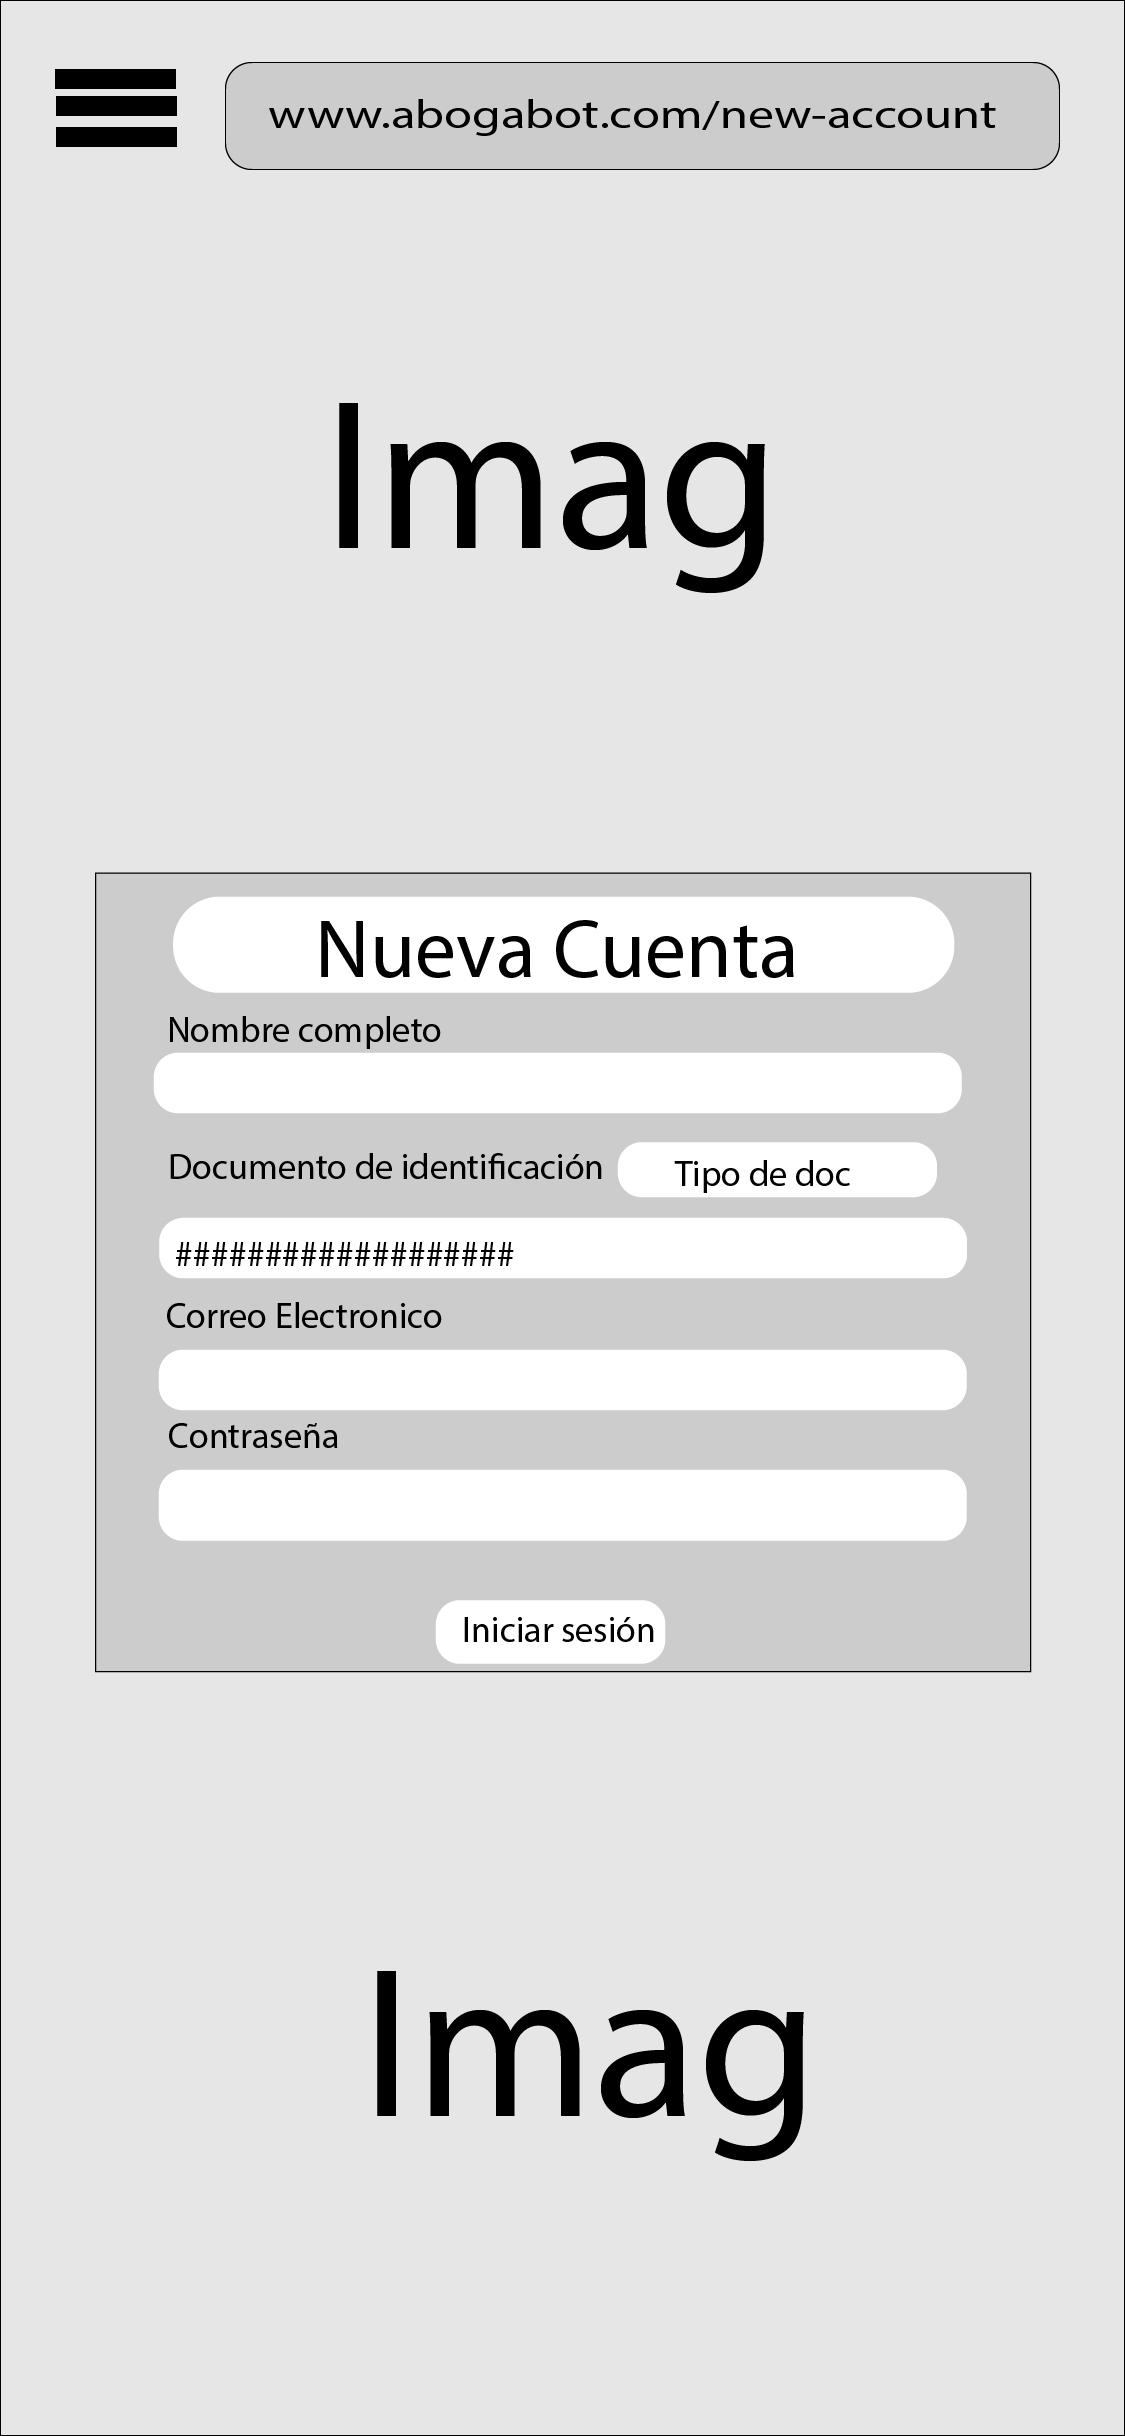 www.abogabot.com/new-account
Imag
Nueva Cuenta
Nombre completo
Documento de identificación
Tipo de doc
###################
Correo Electronico
Contraseña
Iniciar sesión
Imag